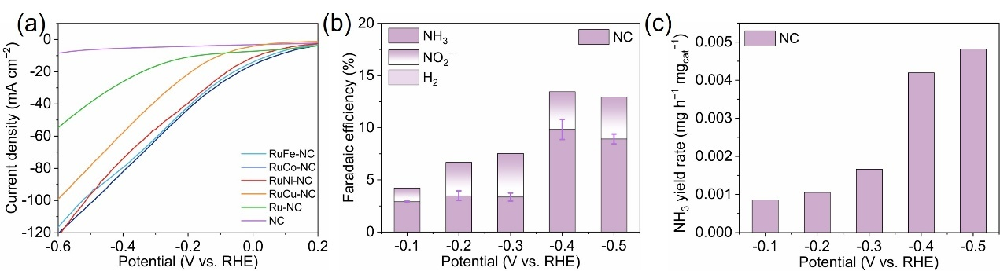 (a)
Current density (mA cm⁻²)
0
-20
-40
-60
-80
-100
-120
RuFe-NC
RuCo-NC
RuNi-NC
RuCu-NC
Ru-NC
NC
-0.6
-0.4
-0.2
0.0
0.2
Potential (V vs. RHE)
(b)
Faradaic efficiency (%)
20
15
10
5
0
NH₃
NO₂⁻
H₂
NC
-0.1
-0.2
-0.3
-0.4
-0.5
Potential (V vs. RHE)
(c)
NH₃ yield rate (mg h⁻¹ mg_cat⁻¹)
0.005
0.004
0.003
0.002
0.001
0.000
NC
-0.1
-0.2
-0.3
-0.4
-0.5
Potential (V vs. RHE)